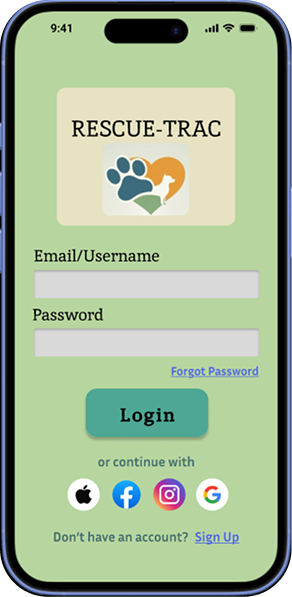 9:41
RESCUE-TRAC
Email/Username
Password
Forgot Password
Login
or continue with
Don't have an account? Sign Up